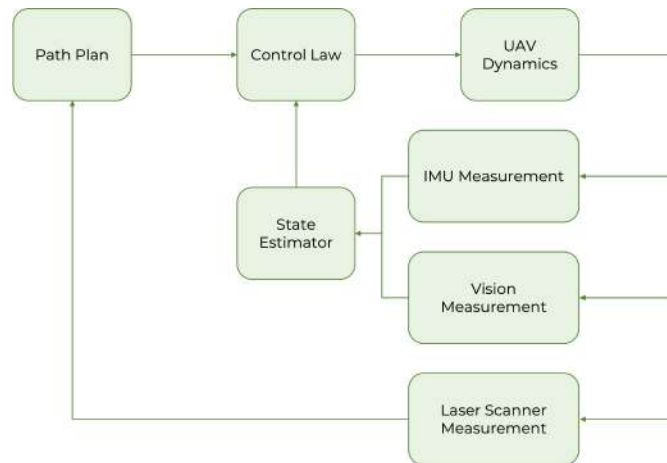 Path Plan
Control Law
UAV
Dynamics
IMU Measurement
State
Estimator
Vision
Measurement
Laser Scanner
Measurement